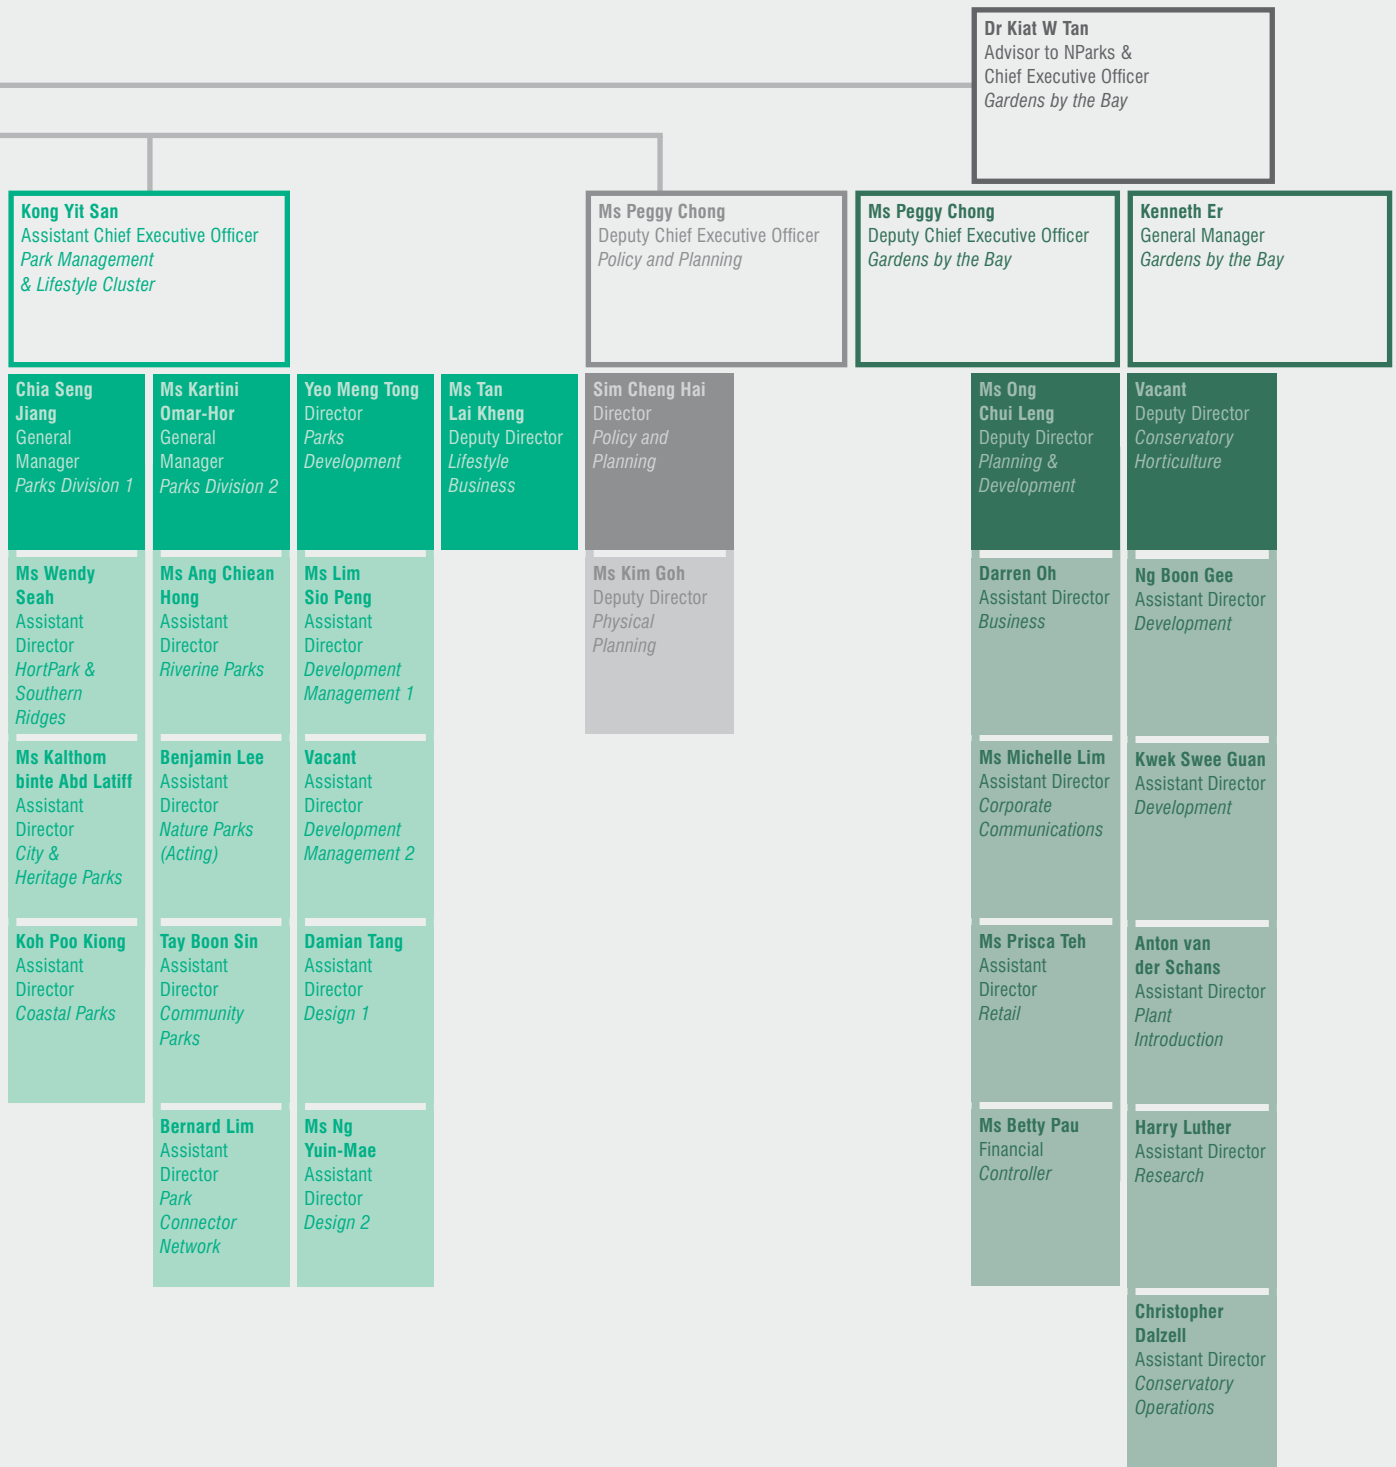 Dr Kiat W Tan
Advisor to NParks &
Chief Executive Officer
Gardens by the Bay
Kong Yit San
Assistant Chief Executive Officer
Park Management
& Lifestyle Cluster
Ms Peggy Chong
Deputy Chief Executive Officer
Policy and Planning
Ms Peggy Chong
Deputy Chief Executive Officer
Gardens by the Bay
Kenneth Er
General Manager
Gardens by the Bay
Chia Seng
Jiang
General
Manager
Parks Division 1
Ms Kartini
Omar-Hor
General
Manager
Parks Division 2
Yeo Meng Tong
Director
Parks
Development
Ms Tan
Lai Kheng
Deputy Director
Lifestyle
Business
Sim Cheng Hai
Director
Policy and
Planning
Ms Ong
Chui Leng
Deputy Director
Planning &
Development
Vacant
Deputy Director
Conservatory
Horticulture
Ms Wendy
Seah
Assistant
Director
HortPark &
Southern
Ridges
Ms Ang Chiean
Hong
Assistant
Director
Riverine Parks
Ms Lim
Sio Peng
Assistant
Director
Development
Management 1
Ms Kim Goh
Deputy Director
Physical
Planning
Darren Oh
Assistant Director
Business
Ng Boon Gee
Assistant Director
Development
Ms Kalthom
binte Abd Latiff
Assistant
Director
City &
Heritage Parks
Benjamin Lee
Assistant
Director
Nature Parks
(Acting)
Vacant
Assistant
Director
Development
Management 2
Ms Michelle Lim
Assistant Director
Corporate
Communications
Kwek Swee Guan
Assistant Director
Development
Koh Poo Kiong
Assistant
Director
Coastal Parks
Tay Boon Sin
Assistant
Director
Community
Parks
Damian Tang
Assistant
Director
Design 1
Ms Prisca Teh
Assistant
Director
Retail
Anton van
der Schans
Assistant Director
Plant
Introduction
Bernard Lim
Assistant
Director
Park
Connector
Network
Ms Ng
Yuin-Mae
Assistant
Director
Design 2
Ms Betty Pau
Financial
Controller
Harry Luther
Assistant Director
Research
Christopher
Dalzell
Assistant Director
Conservatory
Operations